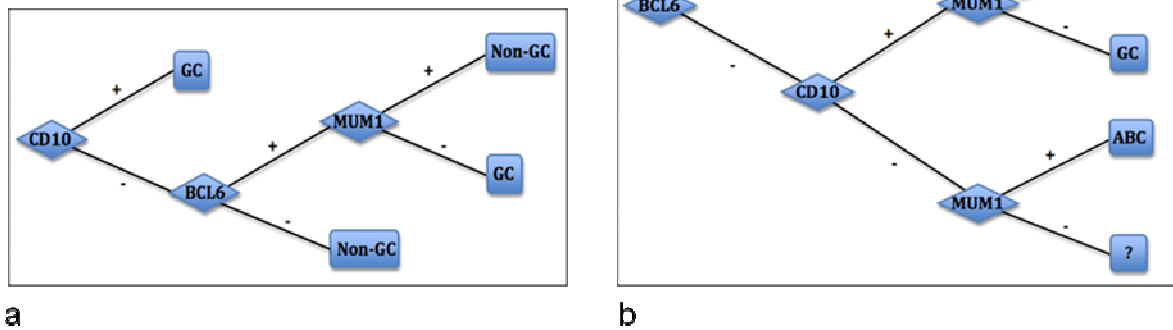 GC
+
CD10
-
BCL6
+
-
MUM1
+
-
Non-GC
GC
Non-GC
a
BCL6
-
CD10
+
-
MUM1
-
GC
MUM1
+
-
ABC
?
b